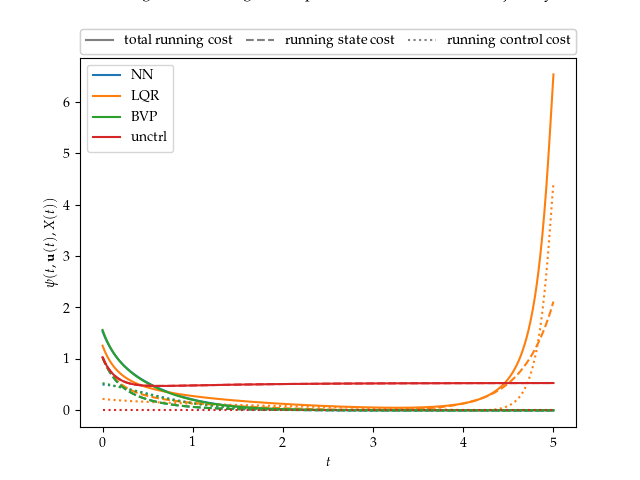 total running cost running state cost running control cost
NN
LQR
BVP
unctrl
6
5
4
3
2
1
0
ψ(t, u(t), X(t))
0 1 2 3 4 5
t